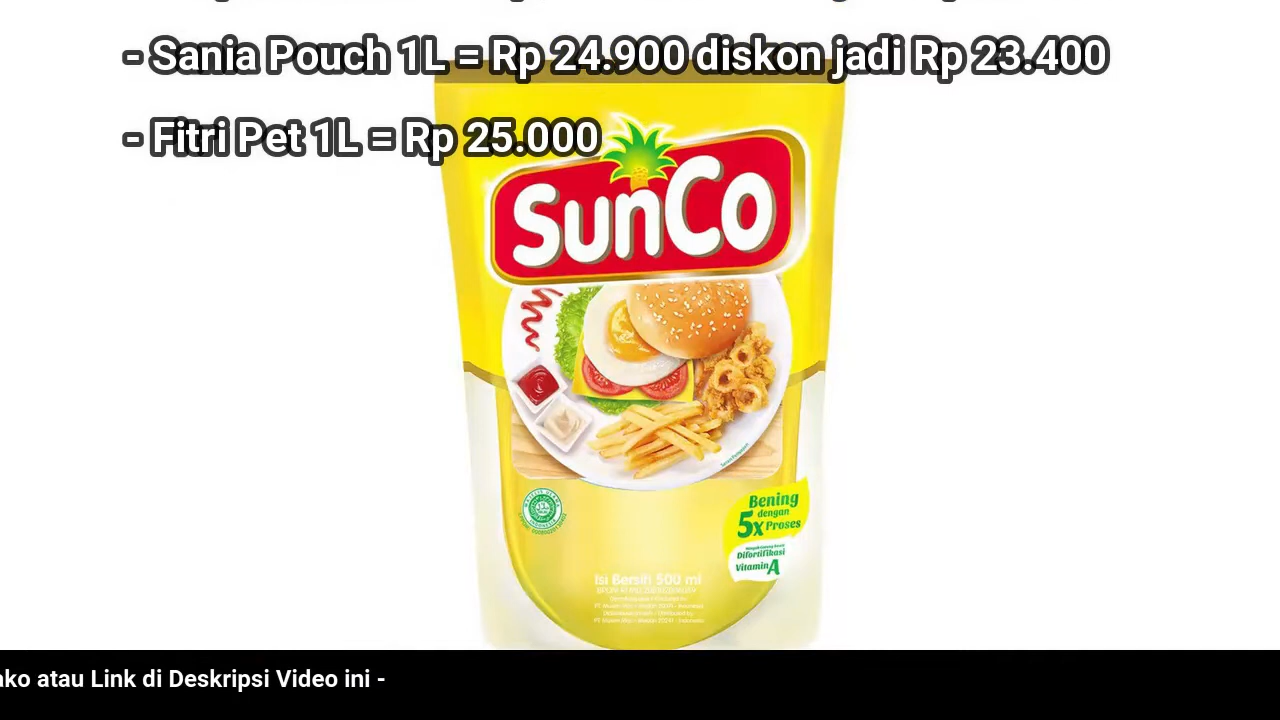 - Sania Pouch 1L = Rp 24.900 diskon jadi Rp 23.400
- Fitri Pet 1L = Rp 25.000
SunCo
Bening
dengan
5x Proses
Difortifikasi
Vitamin A
Isi Bersih 500 ml
ako atau Link di Deskripsi Video ini -